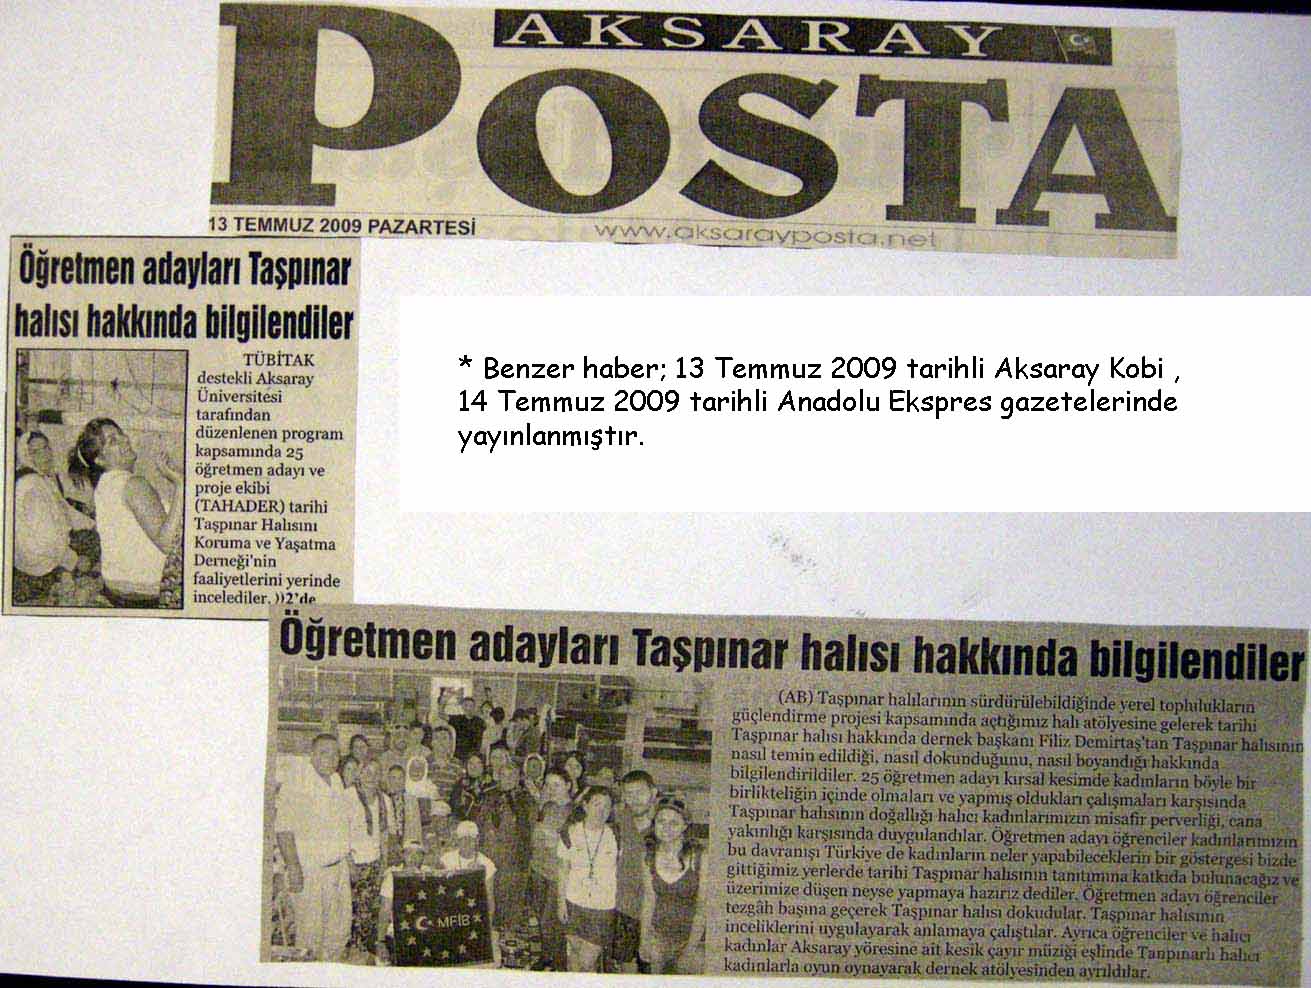 AKSARAY
POSTA
13 TEMMUZ 2009 PAZARTESİ
www.aksarayposta.net
Öğretmen adayları Taşpınar
halısı hakkında bilgilendiler
TÜBİTAK
destekli Aksaray
Üniversitesi
tarafından
düzenlenen program
kapsamında 25
öğretmen adayı ve
proje ekibi
(TAHADER) tarihi
Taşpınar Halısını
Koruma ve Yaşatma
Derneği'nin
faaliyetlerini yerinde
incelediler. ))2'de
* Benzer haber; 13 Temmuz 2009 tarihli Aksaray Kobi ,
14 Temmuz 2009 tarihli Anadolu Ekspres gazetelerinde
yayınlanmıştır.
Öğretmen adayları Taşpınar halısı hakkında bilgilendiler
(AB) Taşpınar halılarının sürdürülebildiğinde yerel toplulukların
güçlendirme projesi kapsamında açtığımız halı atölyesine gelerek tarihi
Taşpınar halısı hakkında dernek başkanı Filiz Demirtaş'tan Taşpınar halısının
nasıl temin edildiği, nasıl dokunduğunu, nasıl boyandığı hakkında
bilgilendirildiler. 25 öğretmen adayı kırsal kesimde kadınların böyle bir
birlikteliğin içinde olmaları ve yapmış oldukları çalışmaları karşısında
Taşpınar halısının doğallığı halıcı kadınlarımızın misafir perverliği, cana
yakınlığı karşısında duygulandılar. Öğretmen adayı öğrenciler kadınlarımızın
bu davranışı Türkiye de kadınların neler yapabileceklerin bir göstergesi bizde
gittiğimiz yerlerde tarihi Taşpınar halısının tanıtımına katkıda bulunacağız ve
üzerimize düşen neyse yapmaya hazırız dediler. Öğretmen adayı öğrenciler
tezgâh başına geçerek Taşpınar halısı dokudular. Taşpınar halısının
inceliklerini uygulayarak anlamaya çalıştılar. Ayrıca öğrenciler ve halıcı
kadınlar Aksaray yöresine ait kesik çayır müziği eşlinde Tanpınarlı halıcı
kadınlarla oyun oynayarak dernek atölyesinden ayrıldılar.
MFİB